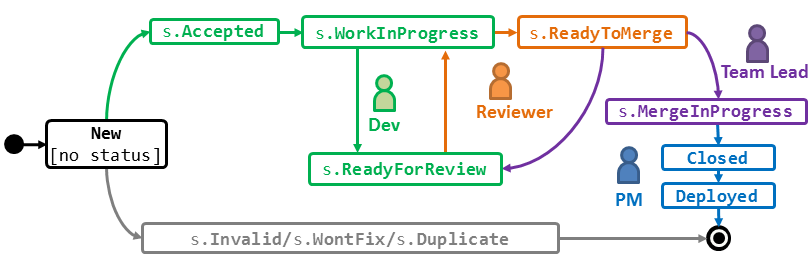 s.Accepted
s.WorkInProgress
s.ReadyToMerge
Team Lead
Reviewer
s.MergeInProgress
Dev
New
[no status]
s.ReadyForReview
Closed
PM
Deployed
s.Invalid/s.WontFix/s.Duplicate